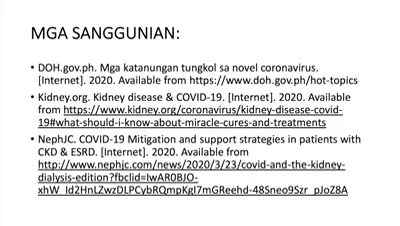 MGA SANGGUNIAN:
• DOH.gov.ph. Mga katanungan tungkol sa novel coronavirus.
[Internet]. 2020. Available from https://www.doh.gov.ph/hot-topics
• Kidney.org. Kidney disease & COVID-19. [Internet]. 2020. Available
from https://www.kidney.org/coronavirus/kidney-disease-covid-
19#what-should-i-know-about-miracle-cures-and-treatments
• NephJC. COVID-19 Mitigation and support strategies in patients with
CKD & ESRD. [Internet]. 2020. Available from
http://www.nephjc.com/news/2020/3/23/covid-and-the-kidney-
dialysis-edition?fbclid=IwAR0BJO-
xhW_Id2HnLZwzDLPCybRQmpKgI7mGReehd-48Sneo9Szr_pJoZ8A